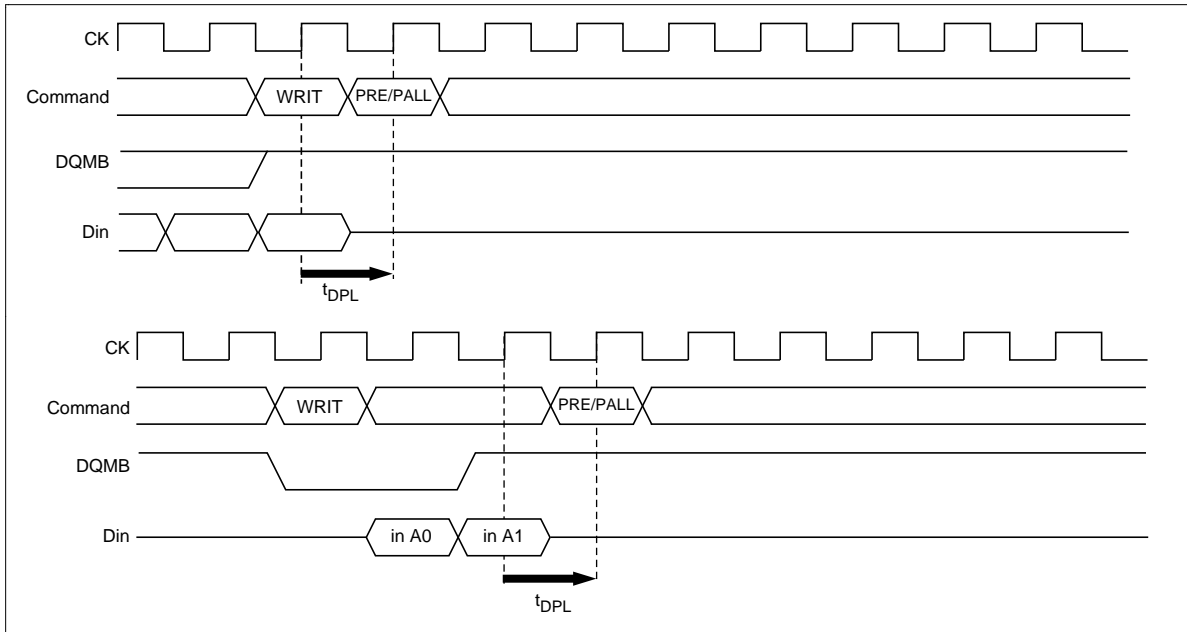 CK
Command WRIT PRE/PALL
DQMB
Din
tDPL
CK
Command WRIT PRE/PALL
DQMB
Din in A0 in A1
tDPL